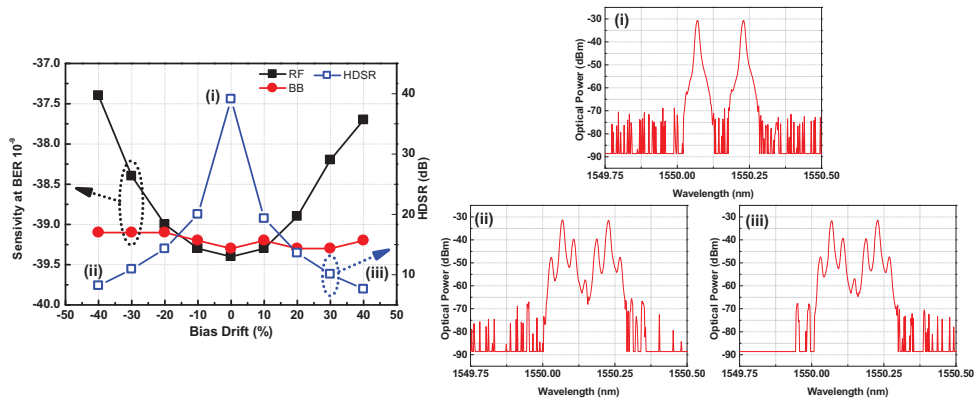 -37.0
-37.5
-38.0
-38.5
-39.0
-39.5
-40.0
Sensivity at BER 10⁻⁹
RF
BB
HDSR
(i)
(ii)
(iii)
40
30
20
10
HDSR (dB)
-50 -40 -30 -20 -10 0 10 20 30 40 50
Bias Drift (%)
(i)
-30
-40
-50
-60
-70
-80
-90
Optical Power (dBm)
1549.75 1550.00 1550.25 1550.50
Wavelength (nm)
(ii)
-30
-40
-50
-60
-70
-80
-90
Optical Power (dBm)
1549.75 1550.00 1550.25 1550.50
Wavelength (nm)
(iii)
-30
-40
-50
-60
-70
-80
-90
Optical Power (dBm)
1549.75 1550.00 1550.25 1550.50
Wavelength (nm)